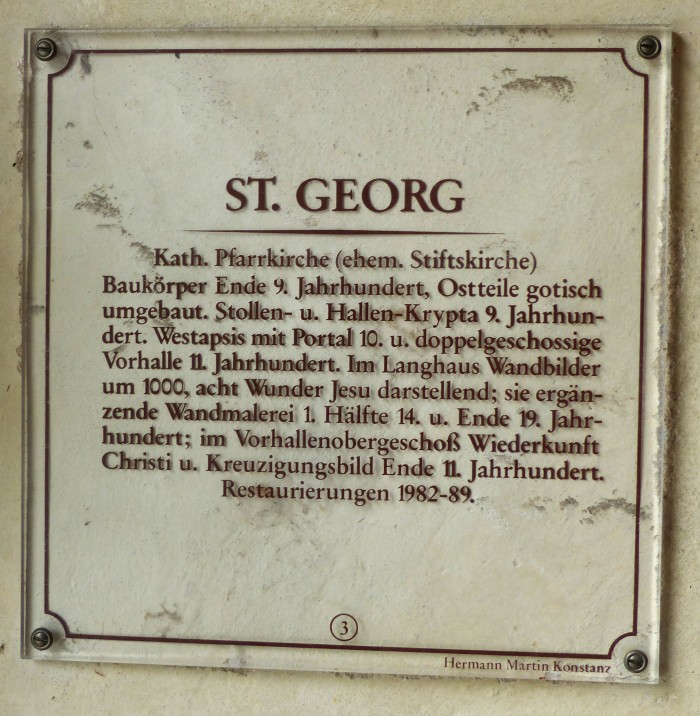 ST. GEORG
Kath. Pfarrkirche (ehem. Stiftskirche)
Baukörper Ende 9. Jahrhundert, Ostteile gotisch
umgebaut. Stollen- u. Hallen-Krypta 9. Jahrhun-
dert. Westapsis mit Portal 10. u. doppelgeschossige
Vorhalle 11. Jahrhundert. Im Langhaus Wandbilder
um 1000, acht Wunder Jesu darstellend; sie ergän-
zende Wandmalerei 1. Hälfte 14. u. Ende 19. Jahr-
hundert; im Vorhallenobergeschoß Wiederkunft
Christi u. Kreuzigungsbild Ende 11. Jahrhundert.
Restaurierungen 1982-89.
3
Hermann Martin Konstanz